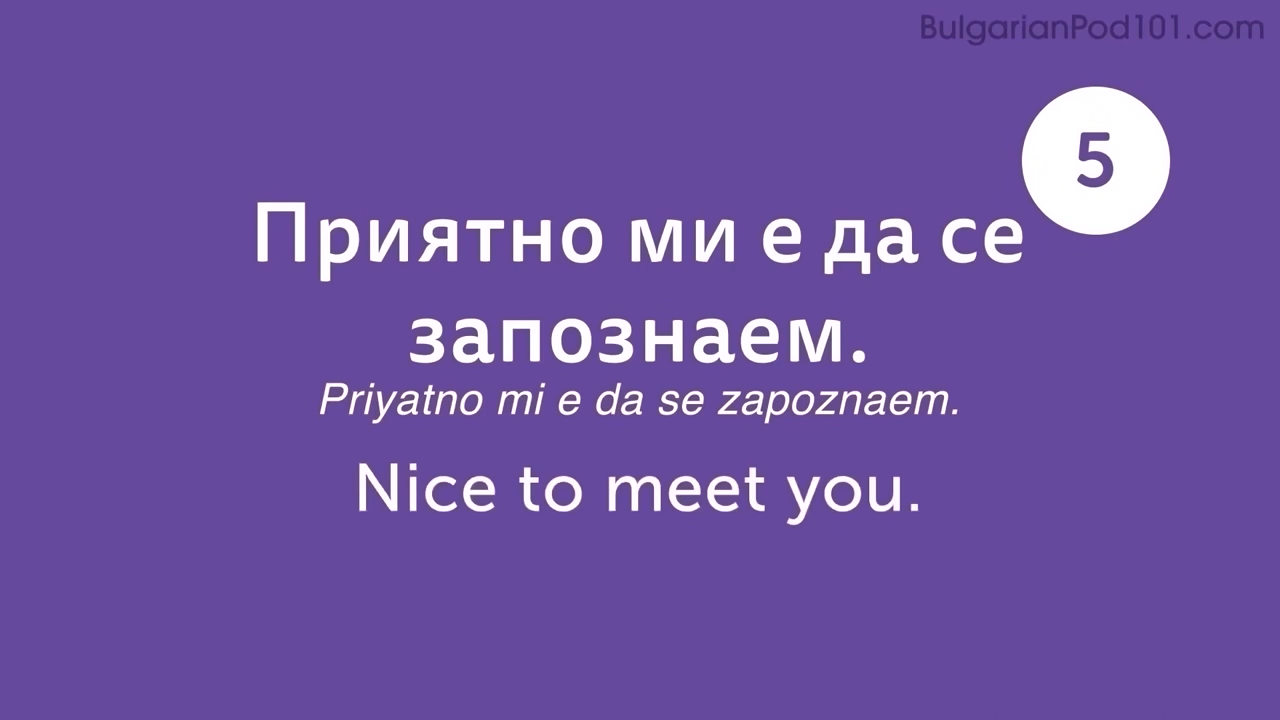 BulgarianPod101.com
5
Приятно ми е да се
запознаем.
Priyatno mi e da se zapoznaem.
Nice to meet you.